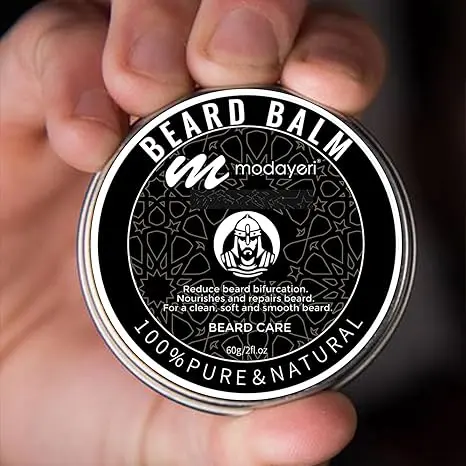 BEARD BALM
modayeri®
Reduce beard bifurcation.
Nourishes and repairs beard.
For a clean, soft and smooth beard.
BEARD CARE
60g/2fl.oz
100%PURE&NATURAL